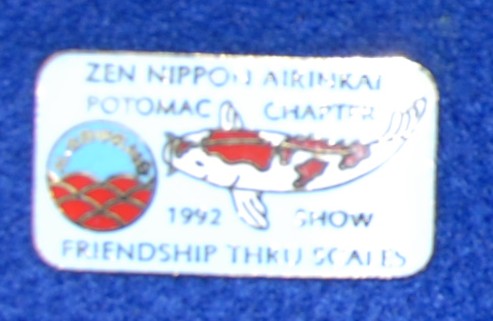 ZEN NIPPON AIRINKAI
POTOMAC CHAPTER
1992 SHOW
FRIENDSHIP THRU SCALES